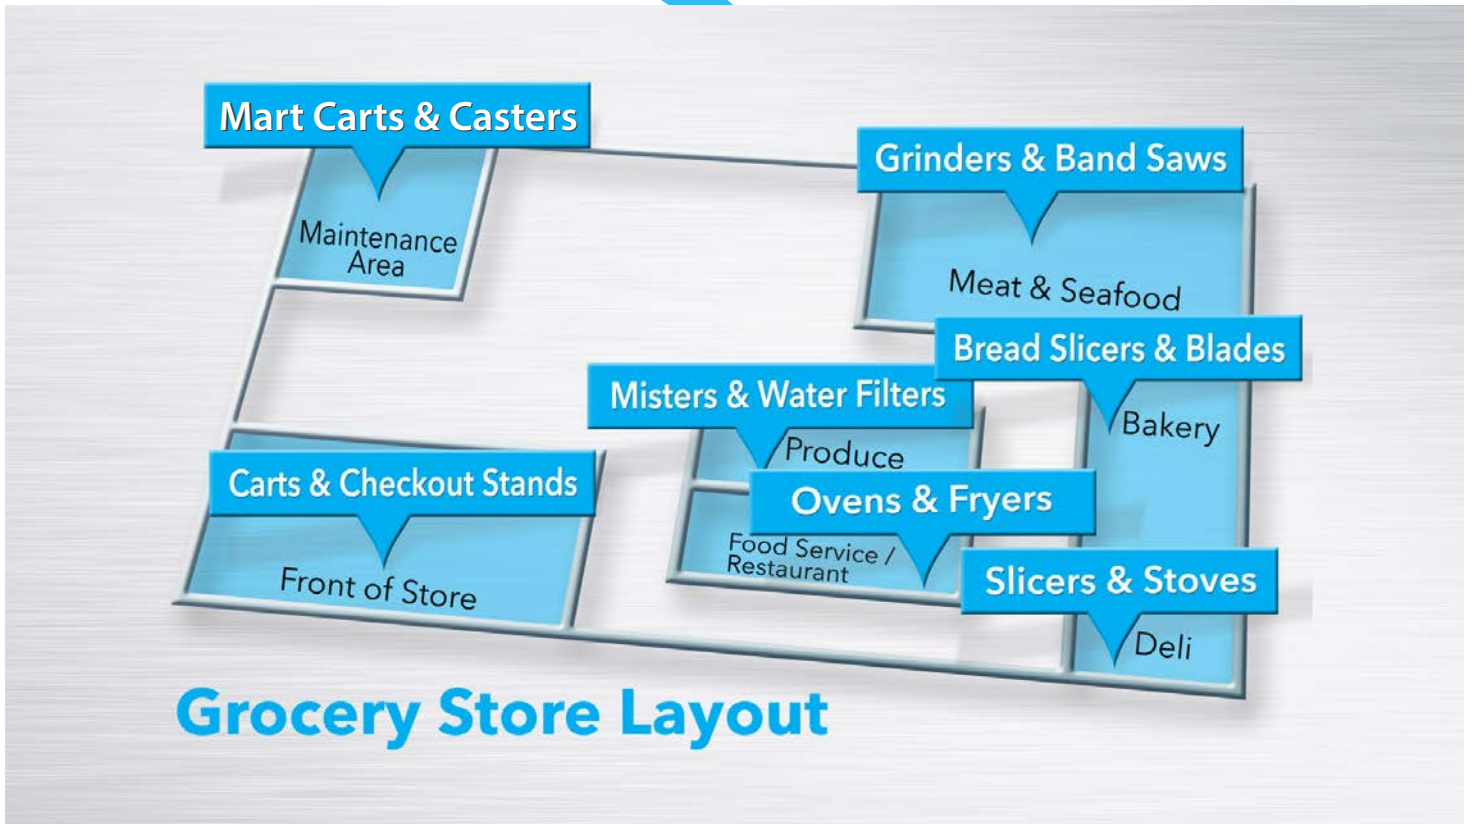 Mart Carts & Casters
Maintenance
Area
Grinders & Band Saws
Meat & Seafood
Bread Slicers & Blades
Bakery
Misters & Water Filters
Produce
Carts & Checkout Stands
Front of Store
Ovens & Fryers
Food Service /
Restaurant
Slicers & Stoves
Deli
Grocery Store Layout